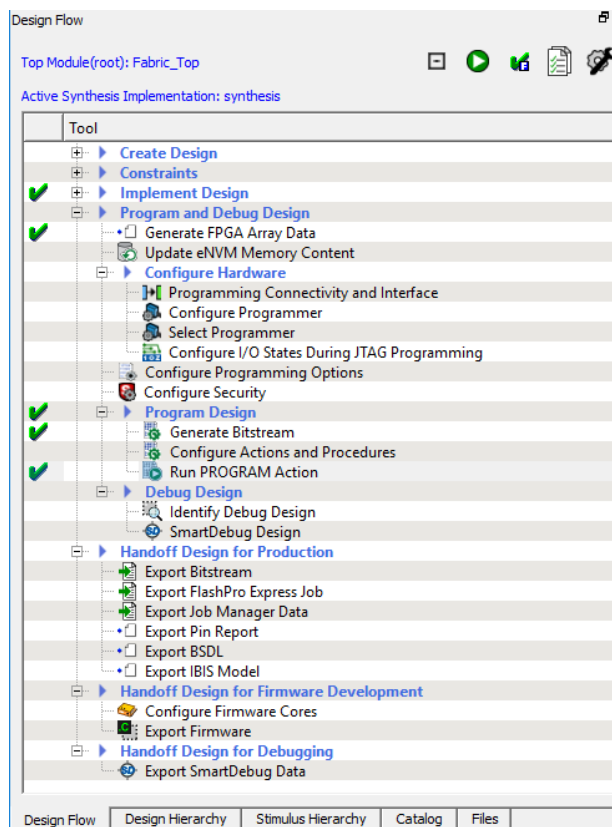 Design Flow
Top Module(root): Fabric_Top
Active Synthesis Implementation: synthesis
Tool
Create Design
Constraints
Implement Design
Program and Debug Design
Generate FPGA Array Data
Update eNVM Memory Content
Configure Hardware
Programming Connectivity and Interface
Configure Programmer
Select Programmer
Configure I/O States During JTAG Programming
Configure Programming Options
Configure Security
Program Design
Generate Bitstream
Configure Actions and Procedures
Run PROGRAM Action
Debug Design
Identify Debug Design
SmartDebug Design
Handoff Design for Production
Export Bitstream
Export FlashPro Express Job
Export Job Manager Data
Export Pin Report
Export BSDL
Export IBIS Model
Handoff Design for Firmware Development
Configure Firmware Cores
Export Firmware
Handoff Design for Debugging
Export SmartDebug Data
Design Flow Design Hierarchy Stimulus Hierarchy Catalog Files